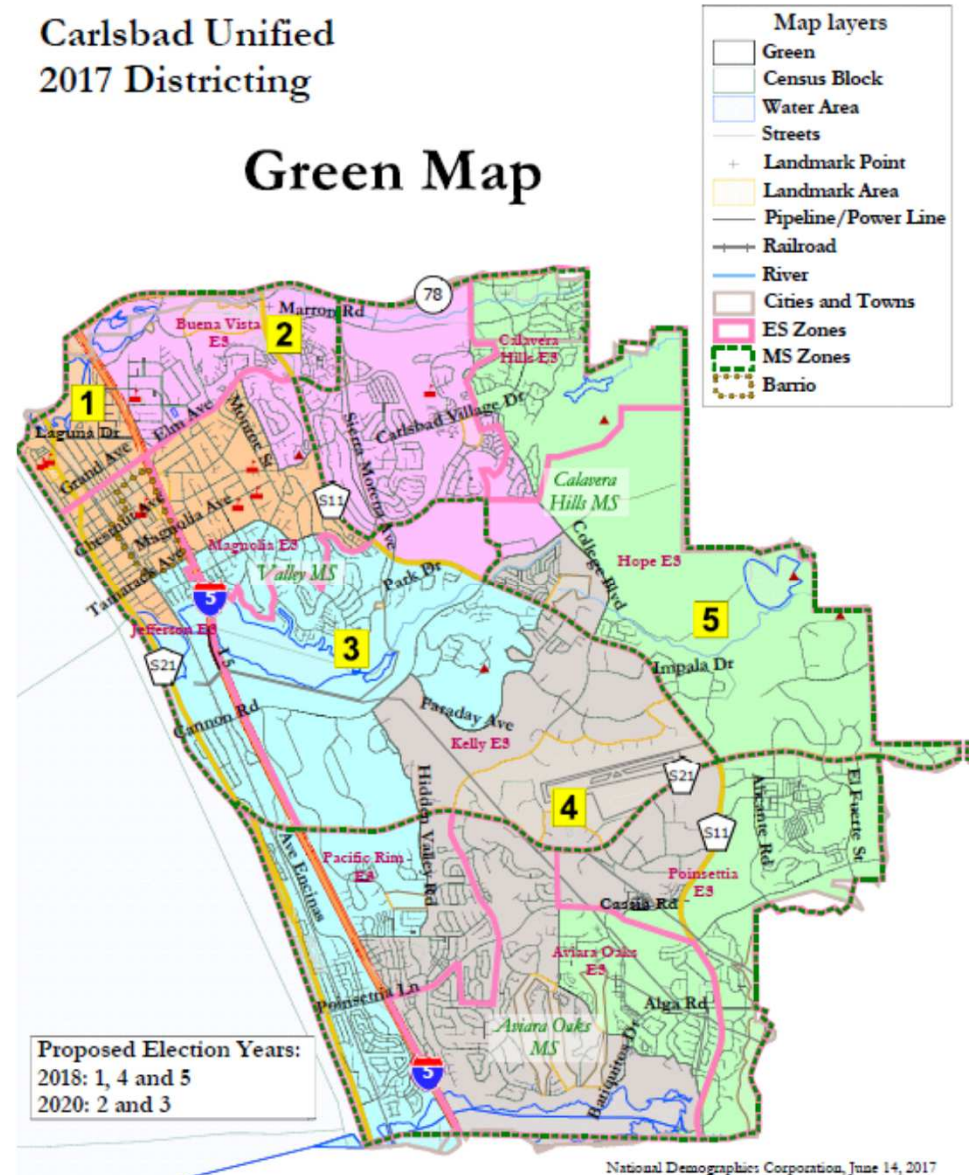 Carlsbad Unified
2017 Districting
Green Map
Map layers
Green
Census Block
Water Area
Streets
Landmark Point
Landmark Area
Pipeline/Power Line
Railroad
River
Cities and Towns
ES Zones
MS Zones
Barrio
78
Marron Rd
Buena Vista
ES
2
Calavera
Hills ES
1
Elm Ave
Monroe St
Carlsbad Village Dr
Laguna Dr
Sierra Morena Ave
Grand Ave
Calavera
Hills MS
S11
Chestnut Ave
Magnolia Ave
College Blvd
Magnolia ES
Hope ES
Tamarack Ave
Valley MS
Park Dr
5
5
Jefferson ES
3
I 5
S21
Impala Dr
Cannon Rd
Faraday Ave
Kelly ES
Hidden Valley Rd
S21
4
S11
Alicante Rd
El Fuerte St
Ave Encinas
Pacific Rim
ES
Poinsettia
ES
Cassia Rd
Aviara Oaks
ES
Poinsettia Ln
Alga Rd
Aviara Oaks
MS
Batiquitos Dr
5
Proposed Election Years:
2018: 1, 4 and 5
2020: 2 and 3
National Demographics Corporation, June 14, 2017